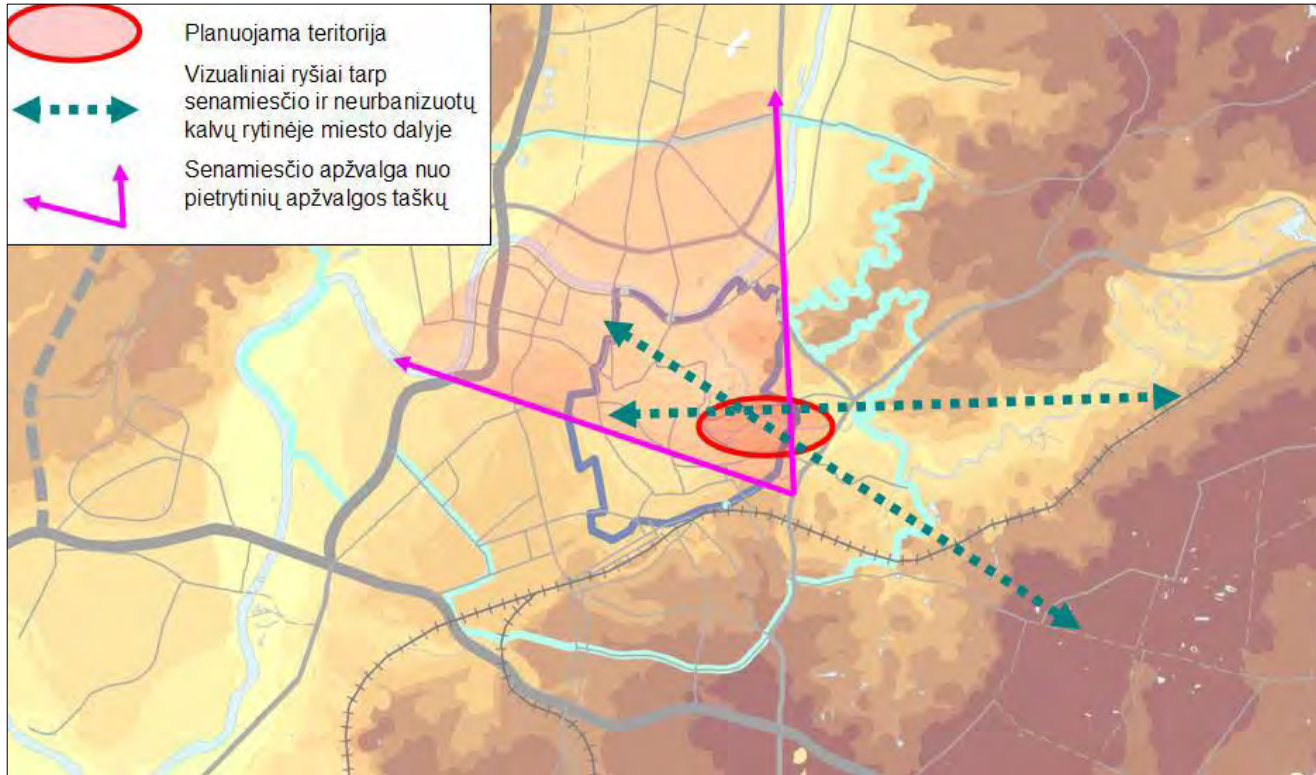 Planuojama teritorija
Vizualiniai ryšiai tarp
senamiesčio ir neurbanizuotų
kalvų rytinėje miesto dalyje
Senamiesčio apžvalga nuo
pietrytinių apžvalgos taškų